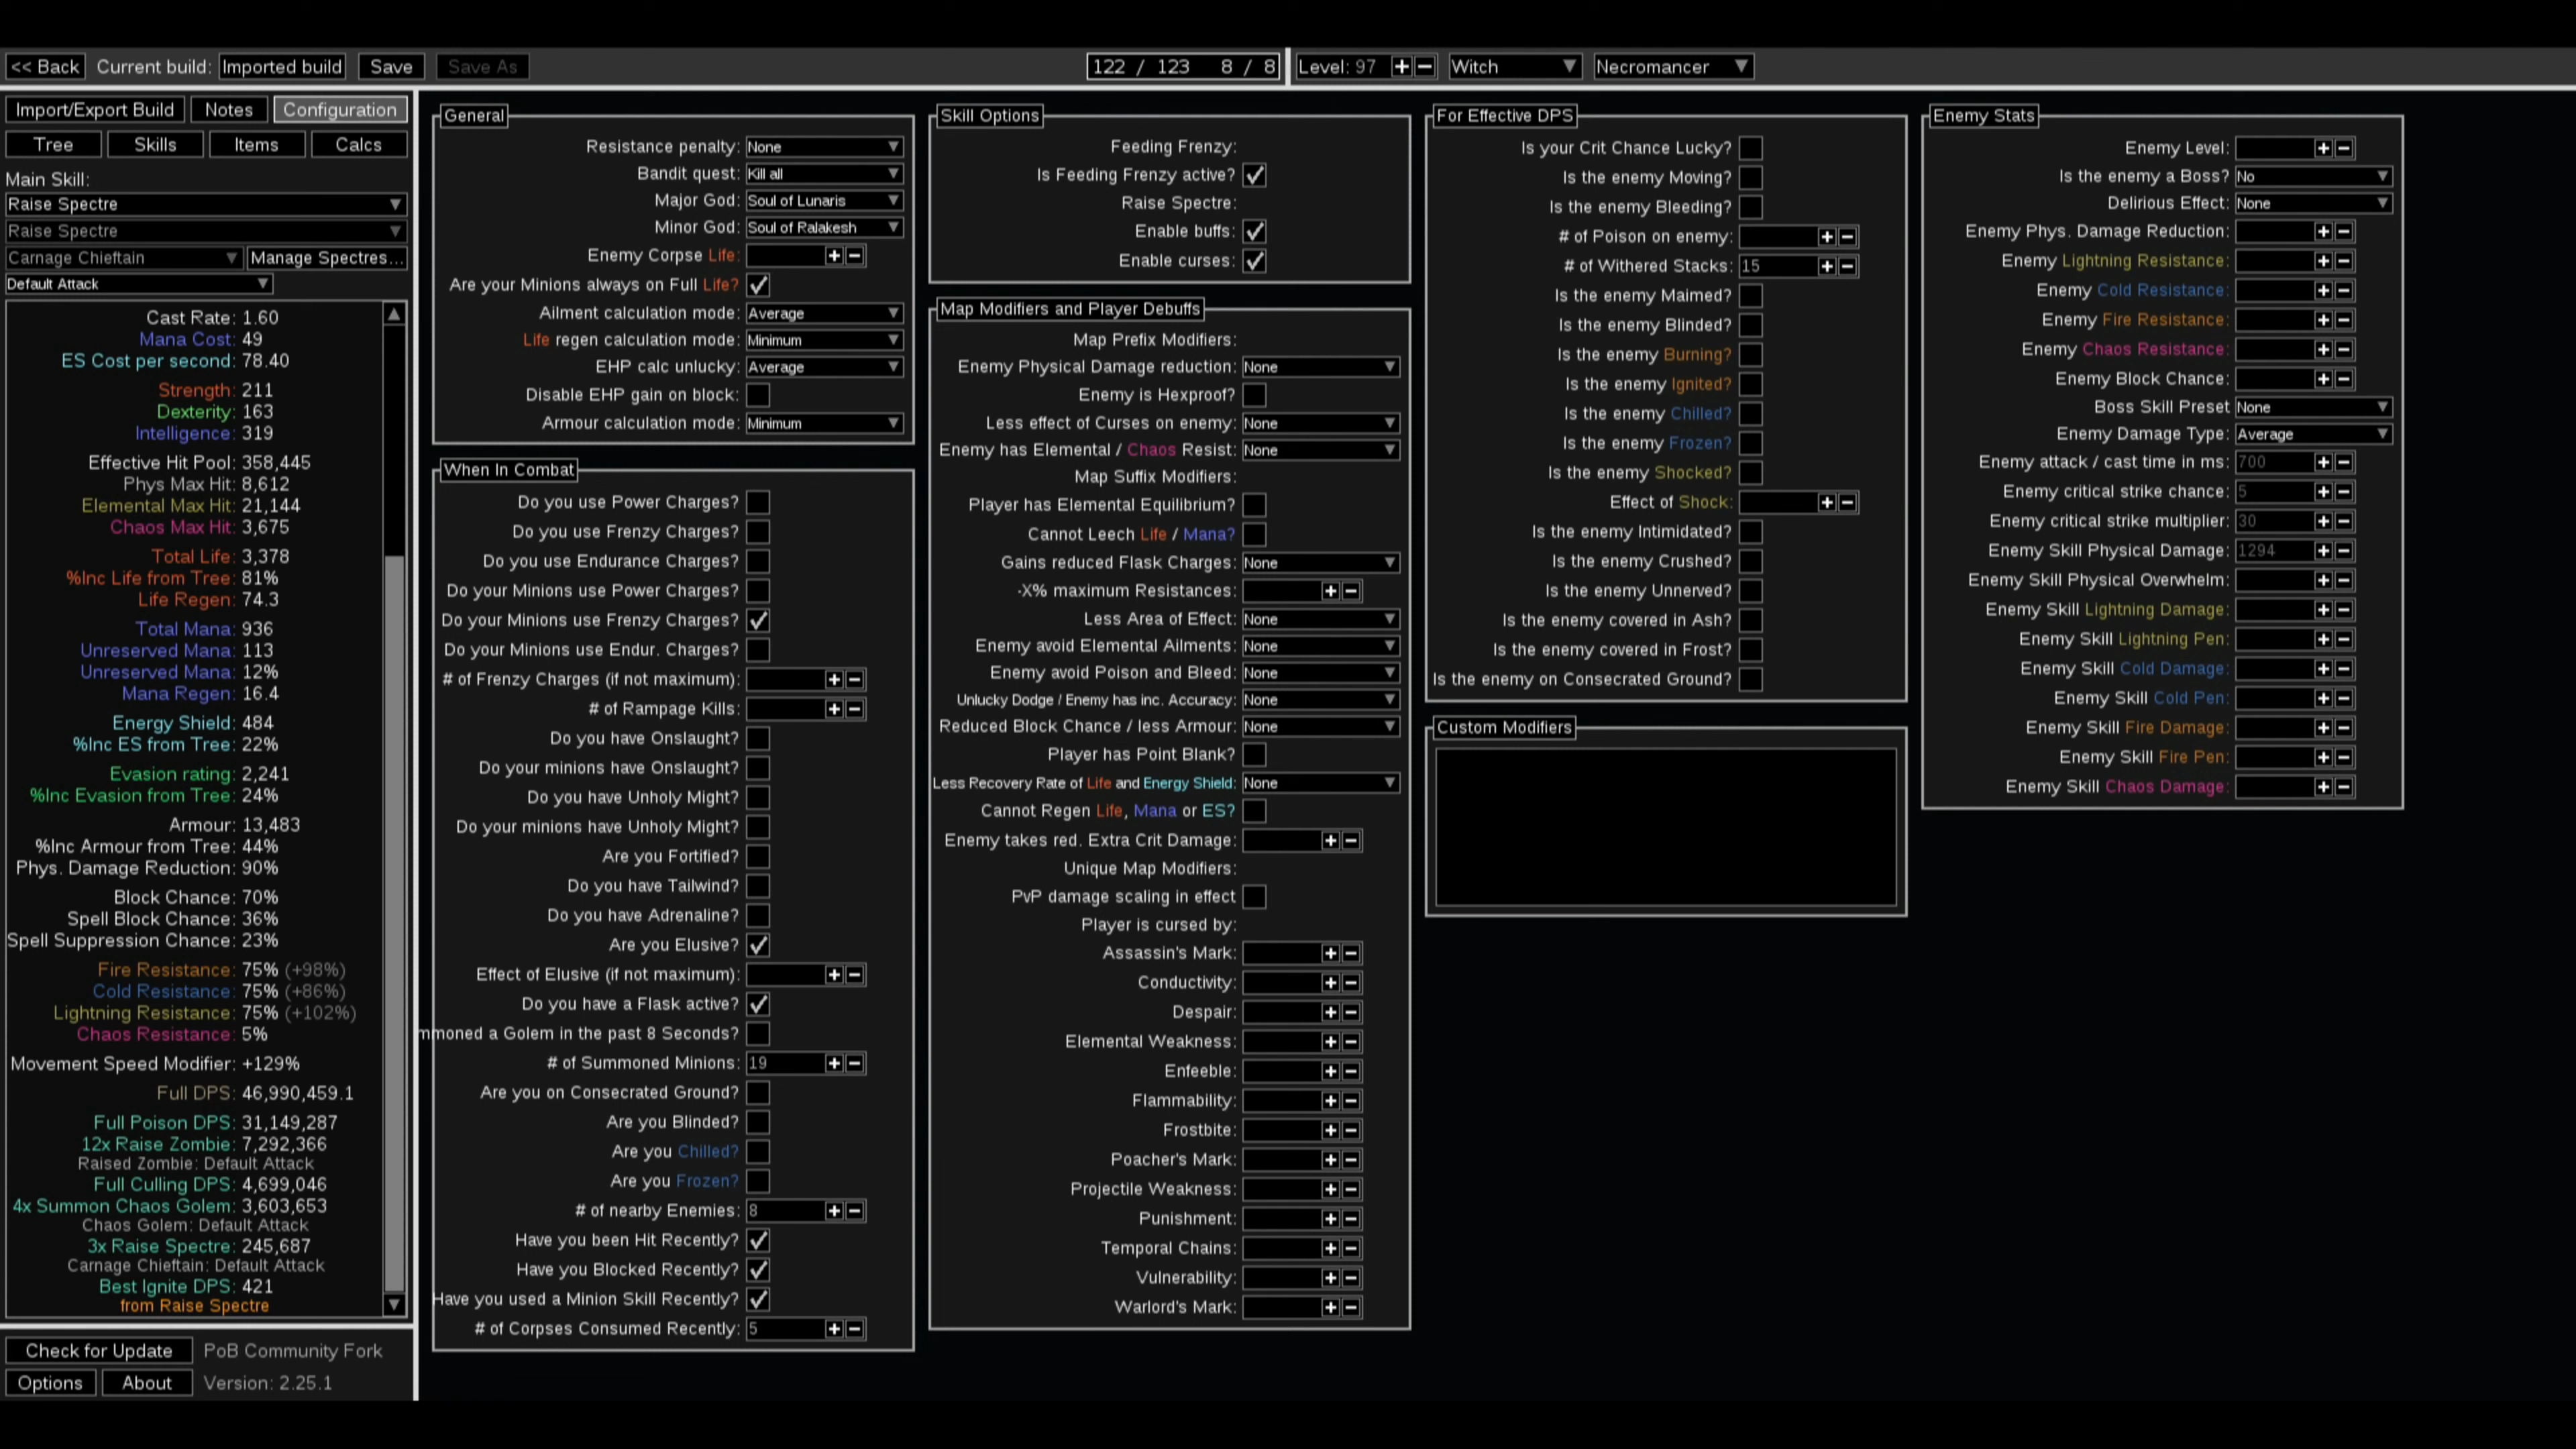 << Back Current build: Imported build Save Save As 122 / 123 8 / 8 Level: 97 + − Witch Necromancer
Import/Export Build Notes Configuration
Tree Skills Items Calcs
Main Skill:
Raise Spectre
Raise Spectre
Carnage Chieftain Manage Spectres...
Default Attack
Cast Rate: 1.60
Mana Cost: 49
ES Cost per second: 78.40
Strength: 211
Dexterity: 163
Intelligence: 319
Effective Hit Pool: 358,445
Phys Max Hit: 8,612
Elemental Max Hit: 21,144
Chaos Max Hit: 3,675
Total Life: 3,378
%Inc Life from Tree: 81%
Life Regen: 74.3
Total Mana: 936
Unreserved Mana: 113
Unreserved Mana: 12%
Mana Regen: 16.4
Energy Shield: 484
%Inc ES from Tree: 22%
Evasion rating: 2,241
%Inc Evasion from Tree: 24%
Armour: 13,483
%Inc Armour from Tree: 44%
Phys. Damage Reduction: 90%
Block Chance: 70%
Spell Block Chance: 36%
Spell Suppression Chance: 23%
Fire Resistance: 75% (+98%)
Cold Resistance: 75% (+86%)
Lightning Resistance: 75% (+102%)
Chaos Resistance: 5%
Movement Speed Modifier: +129%
Full DPS: 46,990,459.1
Full Poison DPS: 31,149,287
12x Raise Zombie: 7,292,366
Raised Zombie: Default Attack
Full Culling DPS: 4,699,046
4x Summon Chaos Golem: 3,603,653
Chaos Golem: Default Attack
3x Raise Spectre: 245,687
Carnage Chieftain: Default Attack
Best Ignite DPS: 421
from Raise Spectre
Check for Update PoB Community Fork
Options About Version: 2.25.1
General
Resistance penalty: None
Bandit quest: Kill all
Major God: Soul of Lunaris
Minor God: Soul of Ralakesh
Enemy Corpse Life: + −
Are your Minions always on Full Life?
Ailment calculation mode: Average
Life regen calculation mode: Minimum
EHP calc unlucky: Average
Disable EHP gain on block:
Armour calculation mode: Minimum
When In Combat
Do you use Power Charges?
Do you use Frenzy Charges?
Do you use Endurance Charges?
Do your Minions use Power Charges?
Do your Minions use Frenzy Charges?
Do your Minions use Endur. Charges?
# of Frenzy Charges (if not maximum): + −
# of Rampage Kills: + −
Do you have Onslaught?
Do your minions have Onslaught?
Do you have Unholy Might?
Do your minions have Unholy Might?
Are you Fortified?
Do you have Tailwind?
Do you have Adrenaline?
Are you Elusive?
Effect of Elusive (if not maximum): + −
Do you have a Flask active?
mmoned a Golem in the past 8 Seconds?
# of Summoned Minions: 19 + −
Are you on Consecrated Ground?
Are you Blinded?
Are you Chilled?
Are you Frozen?
# of nearby Enemies: 8 + −
Have you been Hit Recently?
Have you Blocked Recently?
Have you used a Minion Skill Recently?
# of Corpses Consumed Recently: 5 + −
Skill Options
Feeding Frenzy:
Is Feeding Frenzy active?
Raise Spectre:
Enable buffs:
Enable curses:
Map Modifiers and Player Debuffs
Map Prefix Modifiers:
Enemy Physical Damage reduction: None
Enemy is Hexproof?
Less effect of Curses on enemy: None
Enemy has Elemental / Chaos Resist: None
Map Suffix Modifiers:
Player has Elemental Equilibrium?
Cannot Leech Life / Mana?
Gains reduced Flask Charges: None
-X% maximum Resistances: + −
Less Area of Effect: None
Enemy avoid Elemental Ailments: None
Enemy avoid Poison and Bleed: None
Unlucky Dodge / Enemy has inc. Accuracy: None
Reduced Block Chance / less Armour: None
Player has Point Blank?
Less Recovery Rate of Life and Energy Shield: None
Cannot Regen Life, Mana or ES?
Enemy takes red. Extra Crit Damage: + −
Unique Map Modifiers:
PvP damage scaling in effect
Player is cursed by:
Assassin's Mark: + −
Conductivity: + −
Despair: + −
Elemental Weakness: + −
Enfeeble: + −
Flammability: + −
Frostbite: + −
Poacher's Mark: + −
Projectile Weakness: + −
Punishment: + −
Temporal Chains: + −
Vulnerability: + −
Warlord's Mark: + −
For Effective DPS
Is your Crit Chance Lucky?
Is the enemy Moving?
Is the enemy Bleeding?
# of Poison on enemy: + −
# of Withered Stacks: 15 + −
Is the enemy Maimed?
Is the enemy Blinded?
Is the enemy Burning?
Is the enemy Ignited?
Is the enemy Chilled?
Is the enemy Frozen?
Is the enemy Shocked?
Effect of Shock: + −
Is the enemy Intimidated?
Is the enemy Crushed?
Is the enemy Unnerved?
Is the enemy covered in Ash?
Is the enemy covered in Frost?
Is the enemy on Consecrated Ground?
Custom Modifiers
Enemy Stats
Enemy Level: + −
Is the enemy a Boss? No
Delirious Effect: None
Enemy Phys. Damage Reduction: + −
Enemy Lightning Resistance: + −
Enemy Cold Resistance: + −
Enemy Fire Resistance: + −
Enemy Chaos Resistance: + −
Enemy Block Chance: + −
Boss Skill Preset None
Enemy Damage Type: Average
Enemy attack / cast time in ms: 700 + −
Enemy critical strike chance: 5 + −
Enemy critical strike multiplier: 30 + −
Enemy Skill Physical Damage: 1294 + −
Enemy Skill Physical Overwhelm: + −
Enemy Skill Lightning Damage: + −
Enemy Skill Lightning Pen: + −
Enemy Skill Cold Damage: + −
Enemy Skill Cold Pen: + −
Enemy Skill Fire Damage: + −
Enemy Skill Fire Pen: + −
Enemy Skill Chaos Damage: + −